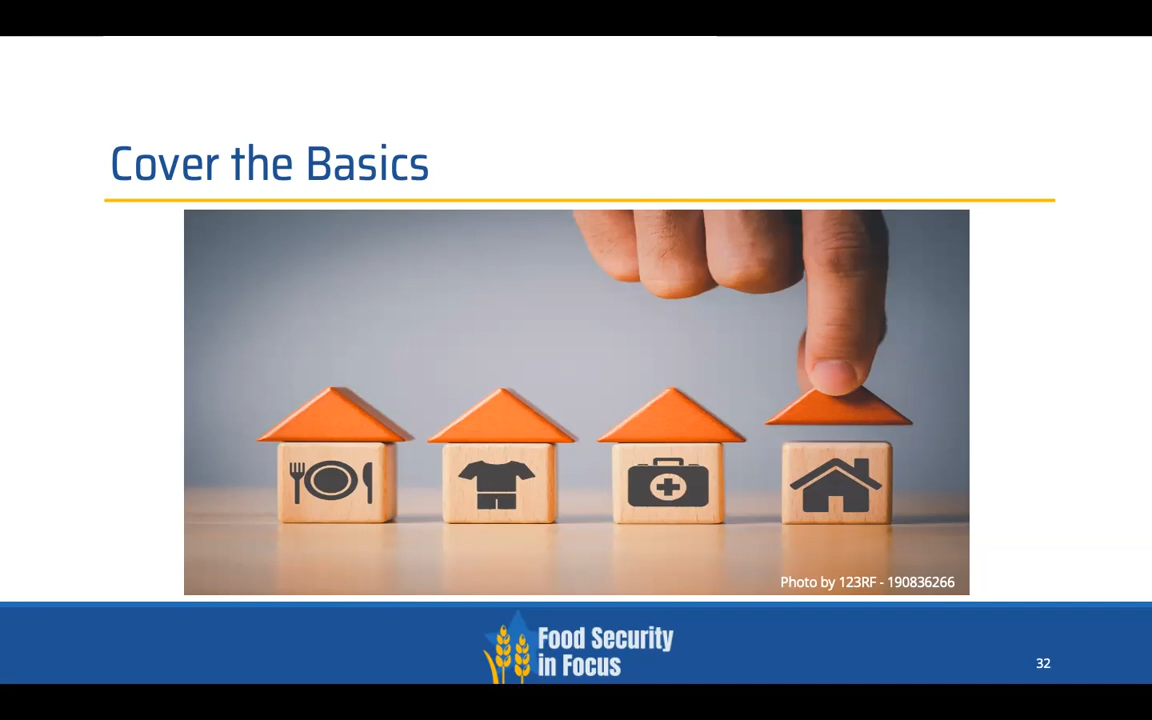 Cover the Basics
Photo by 123RF - 190836266
Food Security
in Focus
32